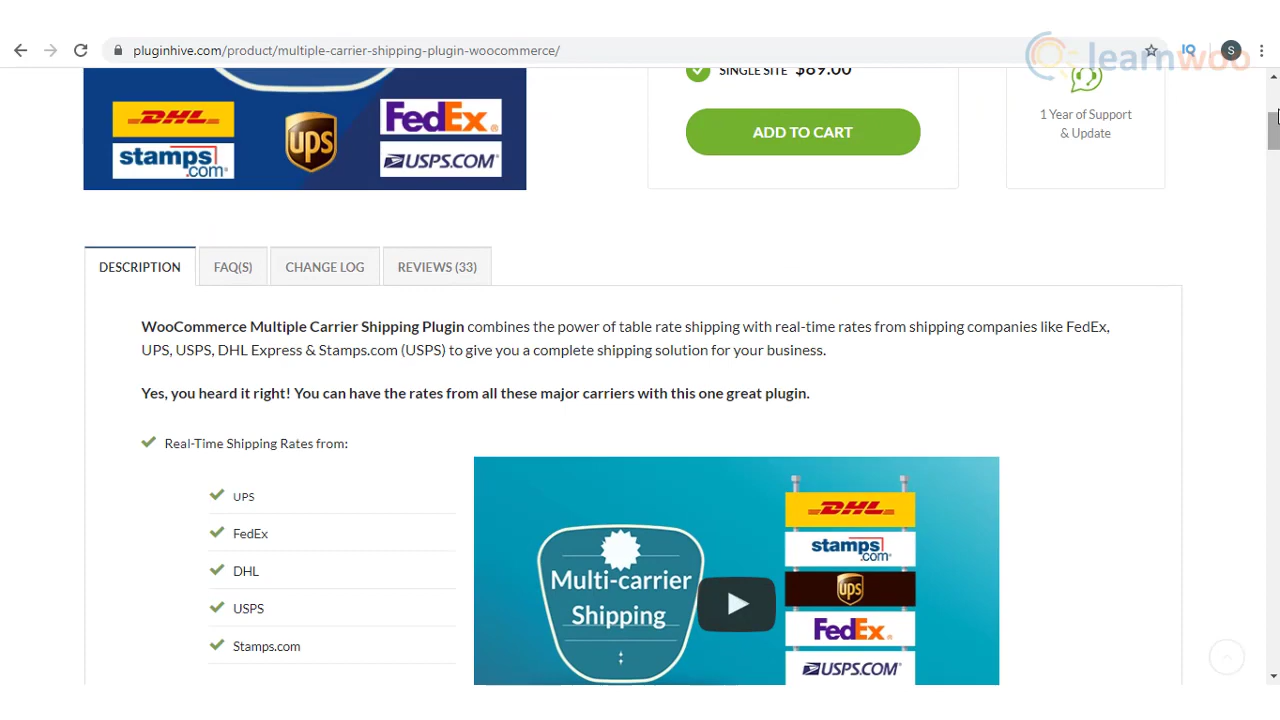 pluginhive.com/product/multiple-carrier-shipping-plugin-woocommerce/
IQ
S
learnwoo
SINGLE SITE $89.00
DHL
stamps.com
ups
FedEx
USPS.COM
ADD TO CART
1 Year of Support
& Update
DESCRIPTION
FAQ(S)
CHANGE LOG
REVIEWS (33)
WooCommerce Multiple Carrier Shipping Plugin combines the power of table rate shipping with real-time rates from shipping companies like FedEx,
UPS, USPS, DHL Express & Stamps.com (USPS) to give you a complete shipping solution for your business.
Yes, you heard it right! You can have the rates from all these major carriers with this one great plugin.
Real-Time Shipping Rates from:
UPS
FedEx
DHL
USPS
Stamps.com
Multi-carrier
Shipping
DHL
stamps.com
ups
FedEx
USPS.COM